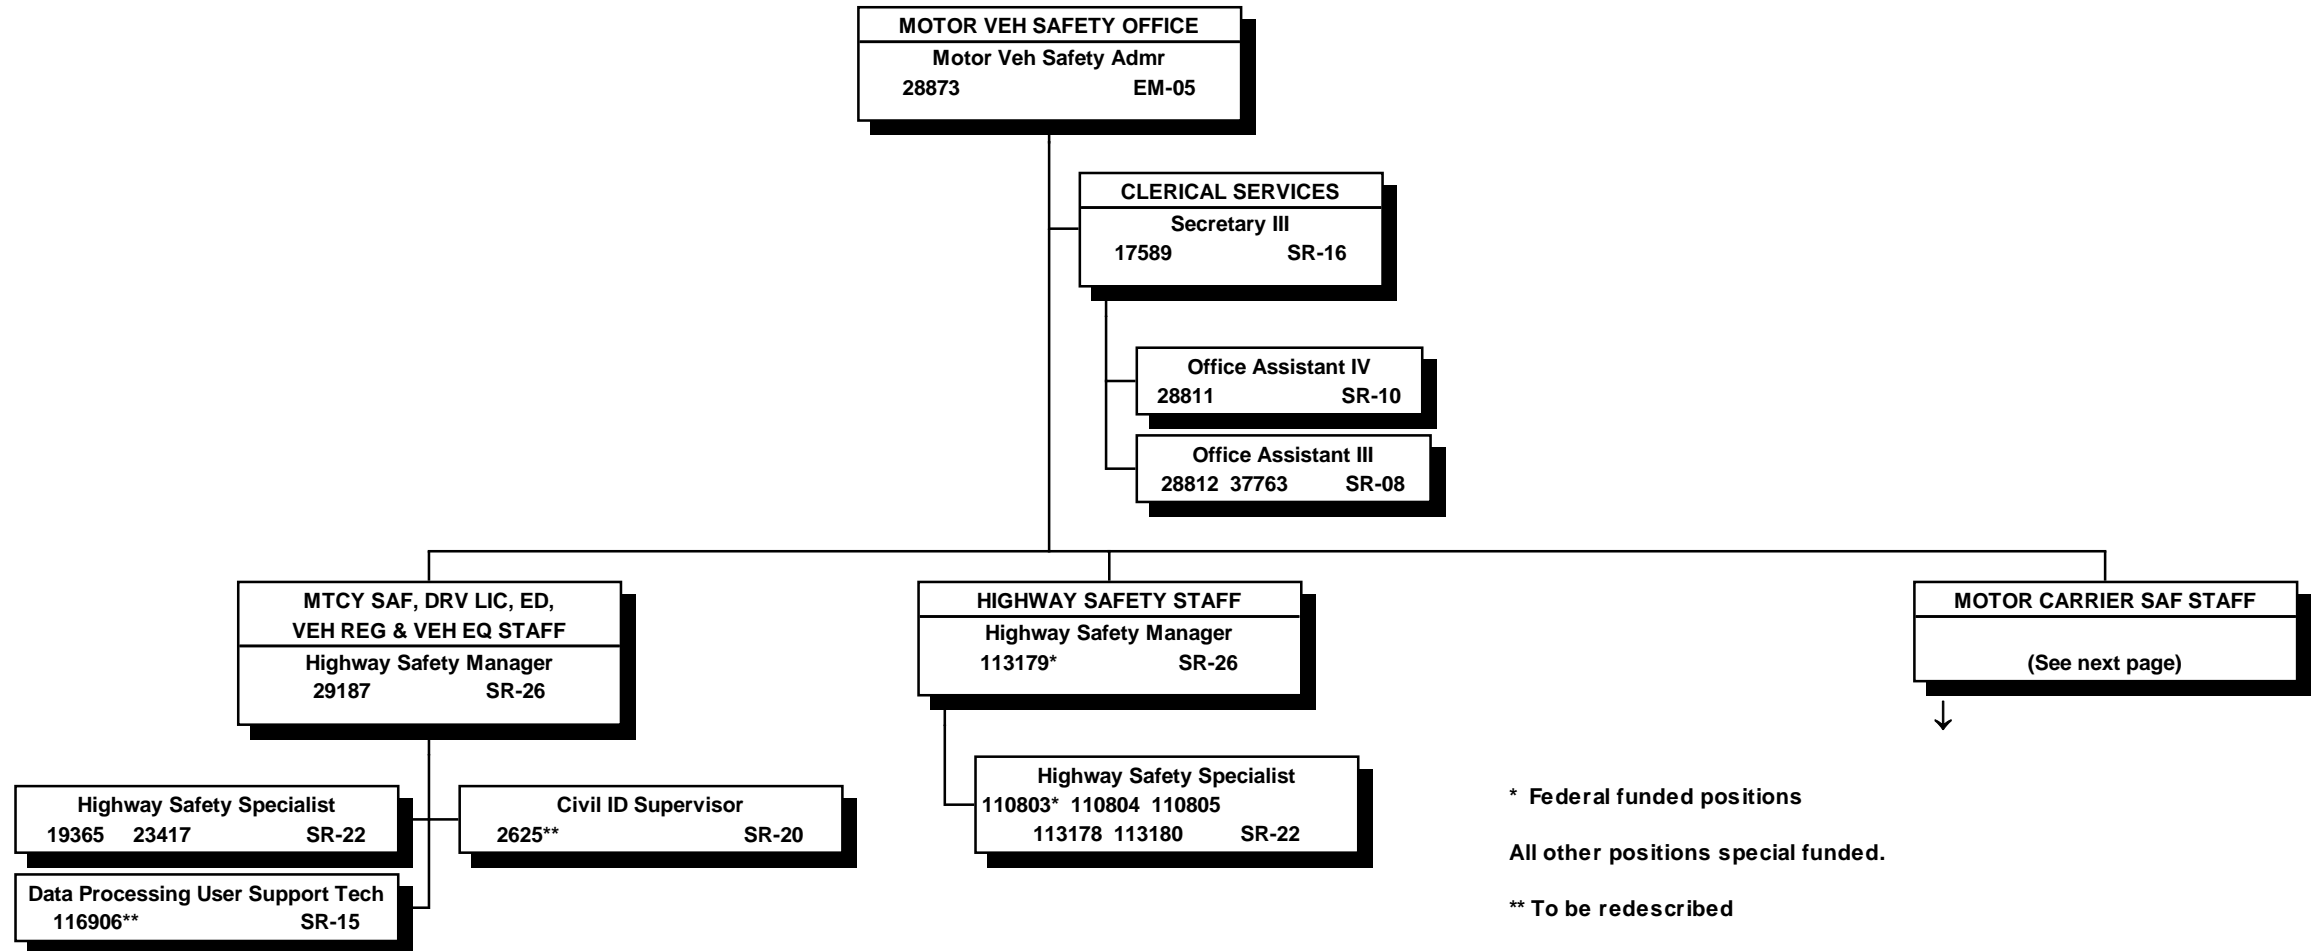 MOTOR VEH SAFETY OFFICE
Motor Veh Safety Admr
28873 EM-05
CLERICAL SERVICES
Secretary III
17589 SR-16
Office Assistant IV
28811 SR-10
Office Assistant III
28812 37763 SR-08
MTCY SAF, DRV LIC, ED,
VEH REG & VEH EQ STAFF
Highway Safety Manager
29187 SR-26
Highway Safety Specialist
19365 23417 SR-22
Civil ID Supervisor
2625** SR-20
Data Processing User Support Tech
116906** SR-15
HIGHWAY SAFETY STAFF
Highway Safety Manager
113179* SR-26
Highway Safety Specialist
110803* 110804 110805
113178 113180 SR-22
MOTOR CARRIER SAF STAFF
(See next page)
* Federal funded positions
All other positions special funded.
** To be redescribed